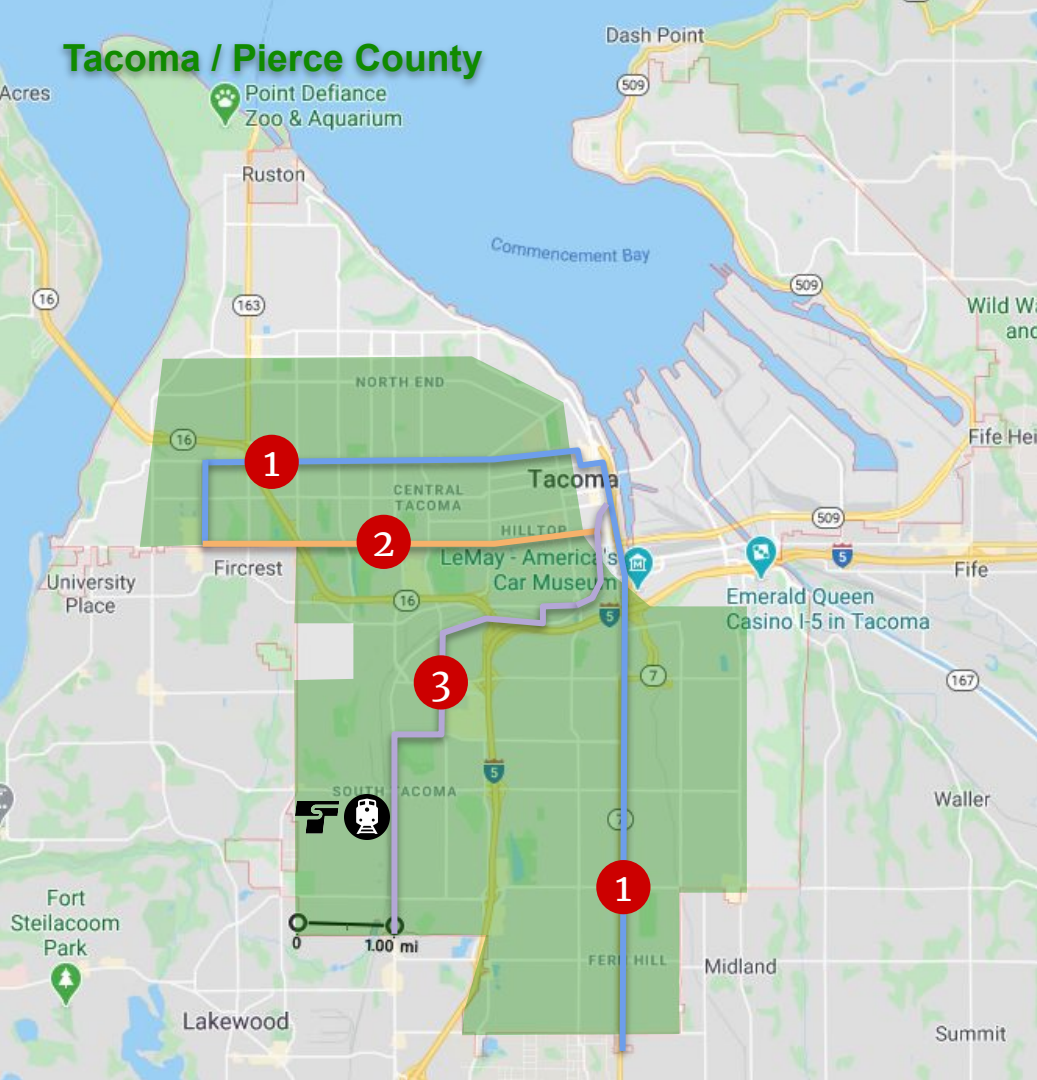 Tacoma / Pierce County
Dash Point
Acres
509
Point Defiance
Zoo & Aquarium
Ruston
Commencement Bay
16
163
509
Wild Wa
and
NORTH END
16
1
Fife Hei
Tacoma
CENTRAL
TACOMA
509
HILLTOP
2
LeMay - America's
Car Museum
5
Fircrest
University
Place
Fife
16
5
Emerald Queen
Casino I-5 in Tacoma
7
3
167
5
SOUTH TACOMA
Waller
7
1
Fort
Steilacoom
Park
0
1.00 mi
FERN HILL
Midland
Lakewood
Summit